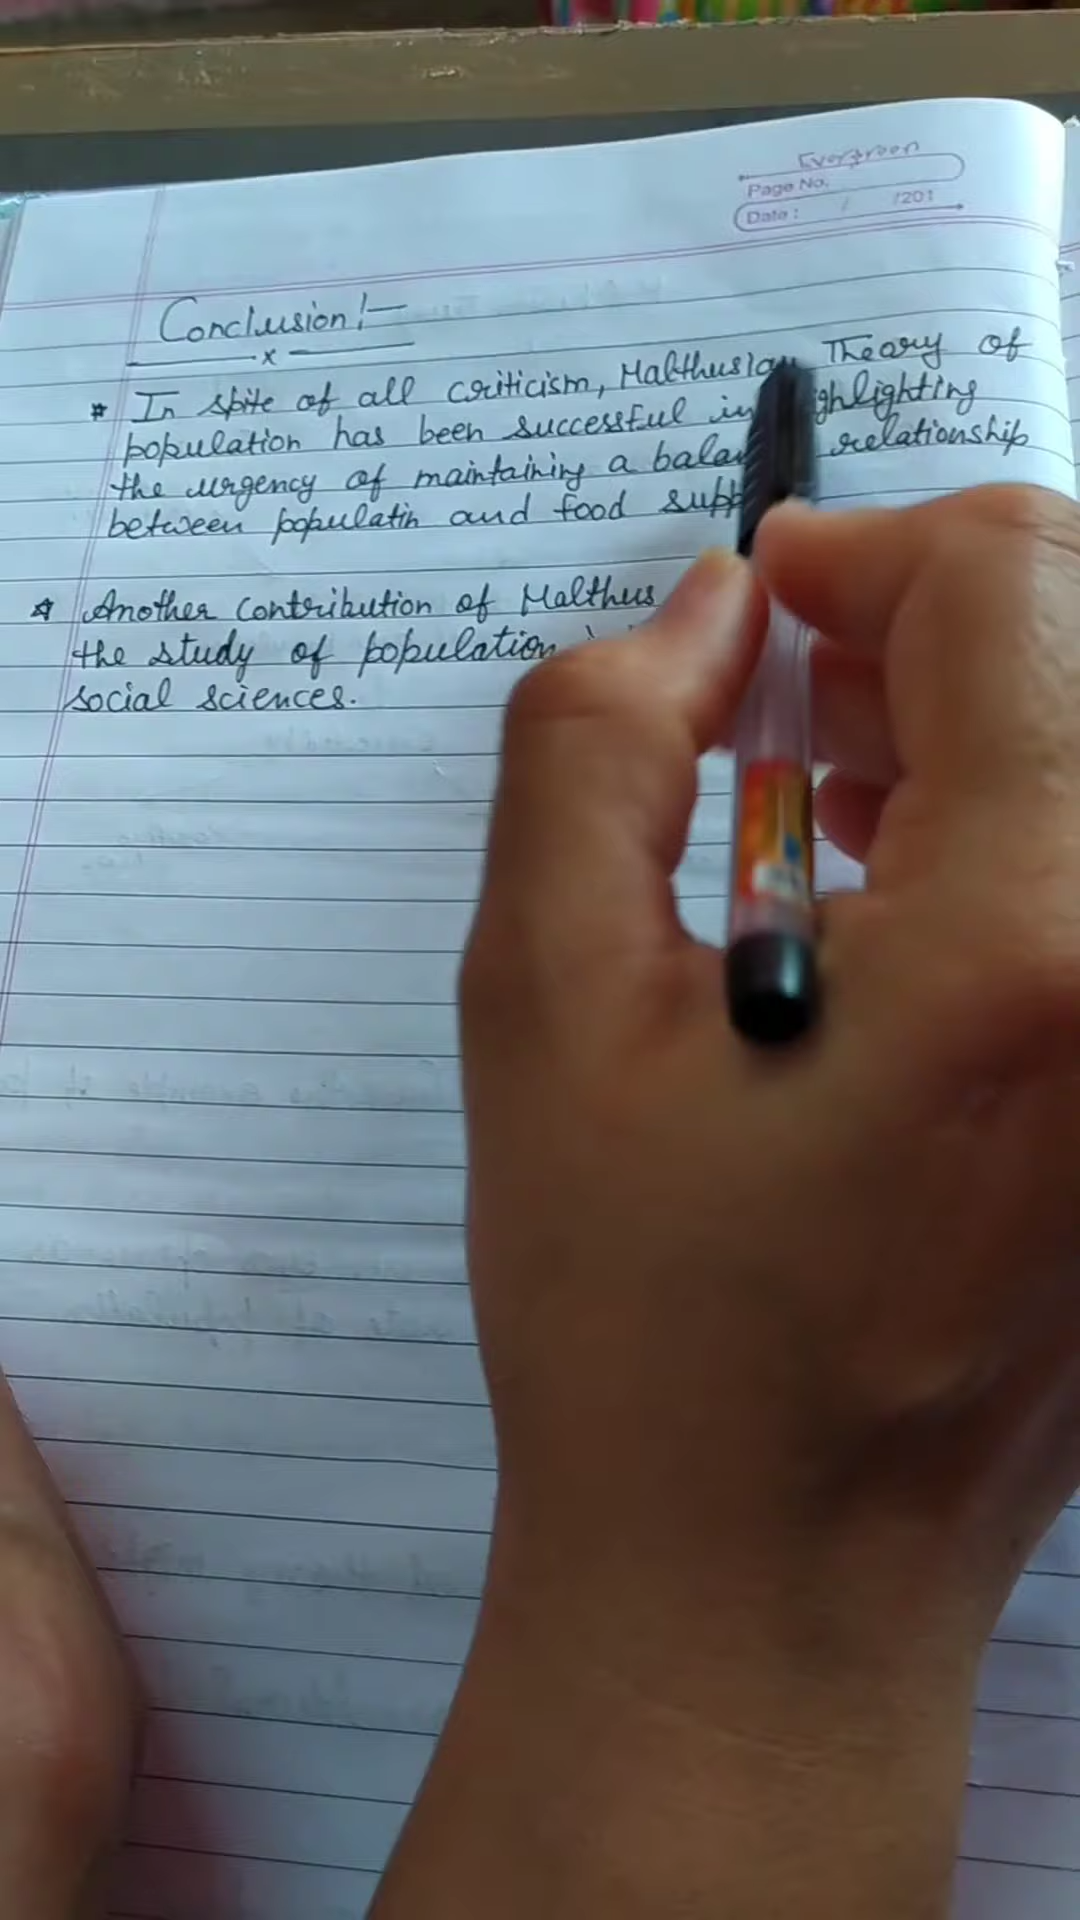 Evergreen
Page No.
Date : / /201
Conclusion!—
x
* In spite of all criticism, Malthusian Theory of
population has been successful in highlighting
the urgency of maintaining a balan relationship
between populatin and food supp
* Another contribution of Malthus
the study of population
social sciences.